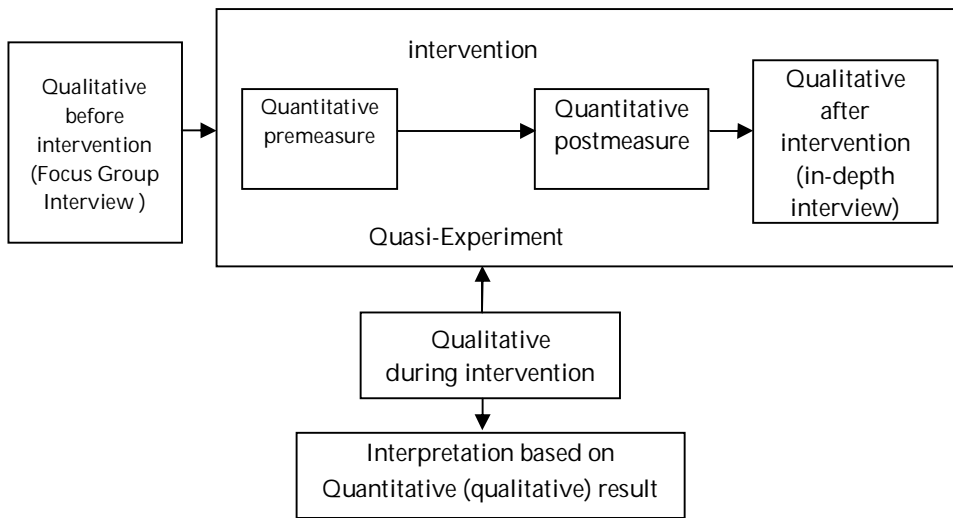 Qualitative
before
intervention
(Focus Group
Interview )
intervention
Quantitative
premeasure
Quantitative
postmeasure
Qualitative
after
intervention
(in-depth
interview)
Quasi-Experiment
Qualitative
during intervention
Interpretation based on
Quantitative (qualitative) result